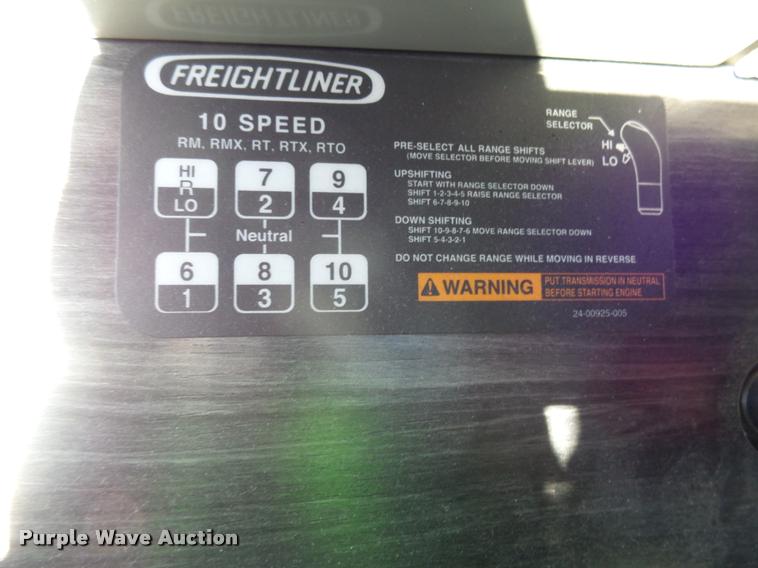 FREIGHTLINER
10 SPEED
RM, RMX, RT, RTX, RTO
HI
R
LO
7
2
9
4
Neutral
6
1
8
3
10
5
RANGE
SELECTOR
HI
LO
PRE-SELECT ALL RANGE SHIFTS
(MOVE SELECTOR BEFORE MOVING SHIFT LEVER)
UPSHIFTING
START WITH RANGE SELECTOR DOWN
SHIFT 1-2-3-4-5 RAISE RANGE SELECTOR
SHIFT 6-7-8-9-10
DOWN SHIFTING
SHIFT 10-9-8-7-6 MOVE RANGE SELECTOR DOWN
SHIFT 5-4-3-2-1
DO NOT CHANGE RANGE WHILE MOVING IN REVERSE
WARNING
PUT TRANSMISSION IN NEUTRAL
BEFORE STARTING ENGINE
24-00925-005
Purple Wave Auction